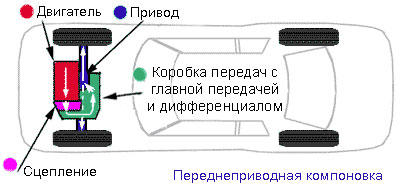 Двигатель
Привод
Коробка передач с
главной передачей
и дифференциалом
Сцепление
Переднеприводная компоновка